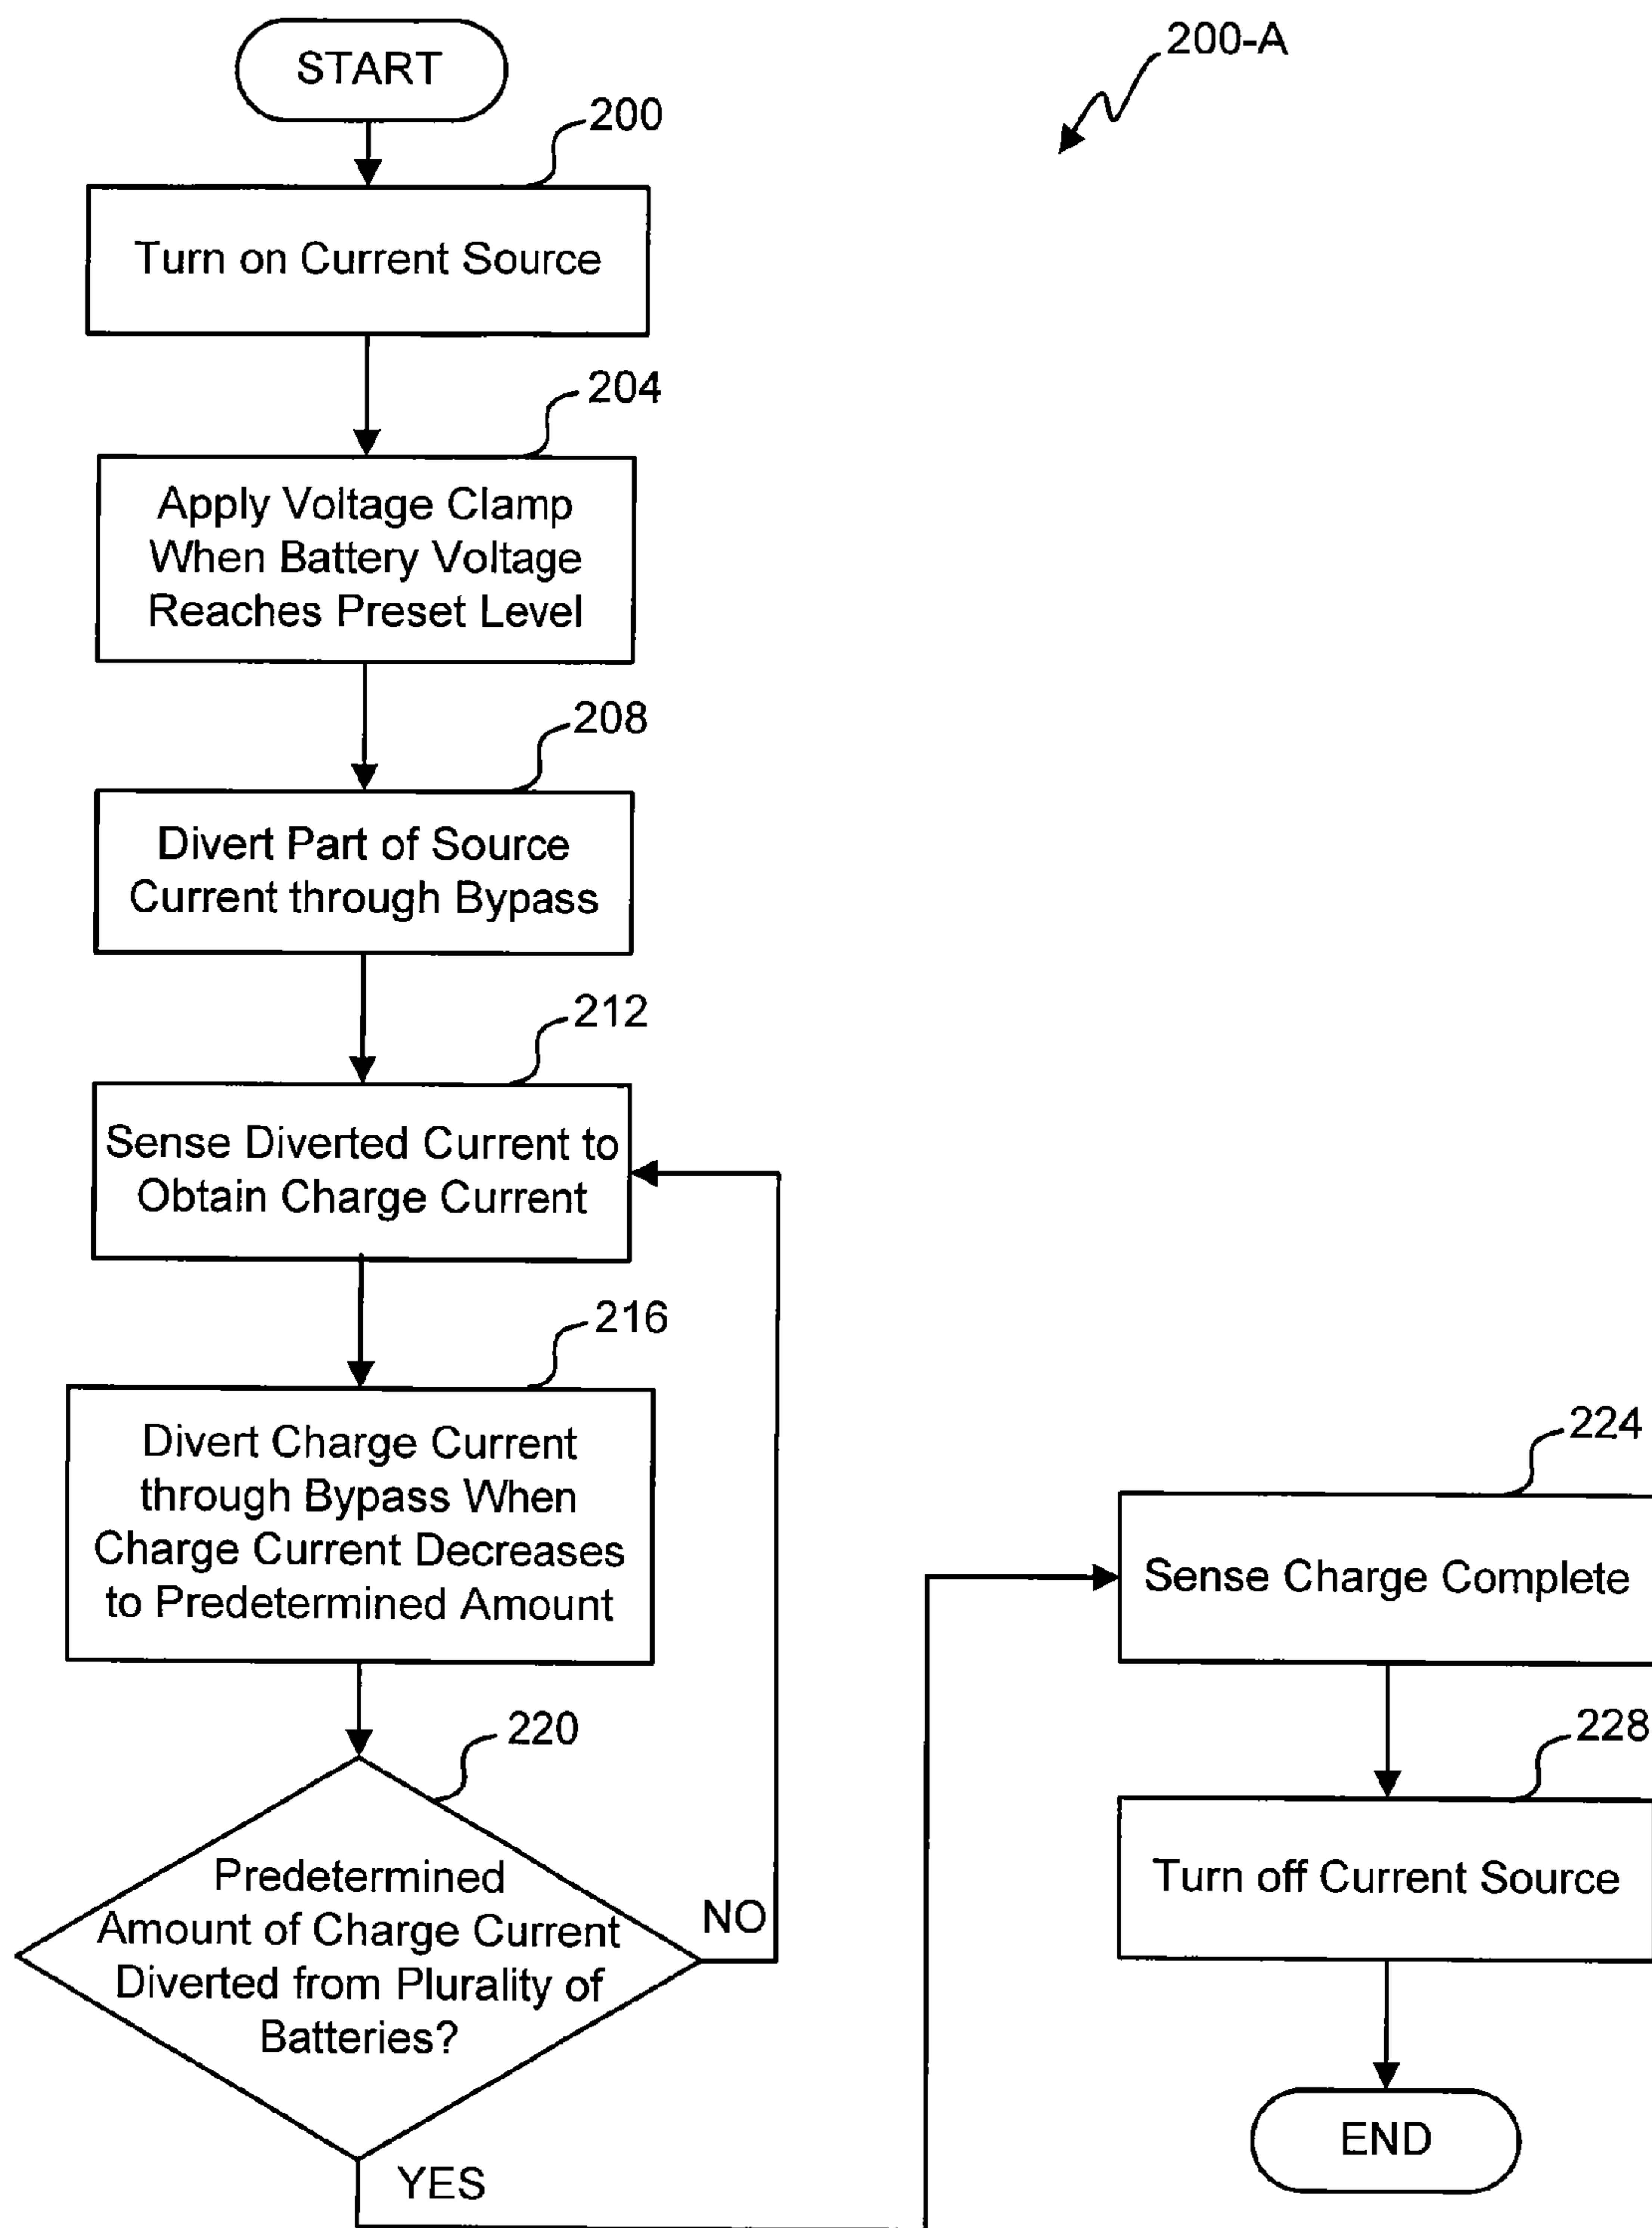 START
200-A
200
Turn on Current Source
204
Apply Voltage Clamp
When Battery Voltage
Reaches Preset Level
208
Divert Part of Source
Current through Bypass
212
Sense Diverted Current to
Obtain Charge Current
216
Divert Charge Current
through Bypass When
Charge Current Decreases
to Predetermined Amount
220
Predetermined
Amount of Charge Current
Diverted from Plurality of
Batteries?
NO
YES
224
Sense Charge Complete
228
Turn off Current Source
END